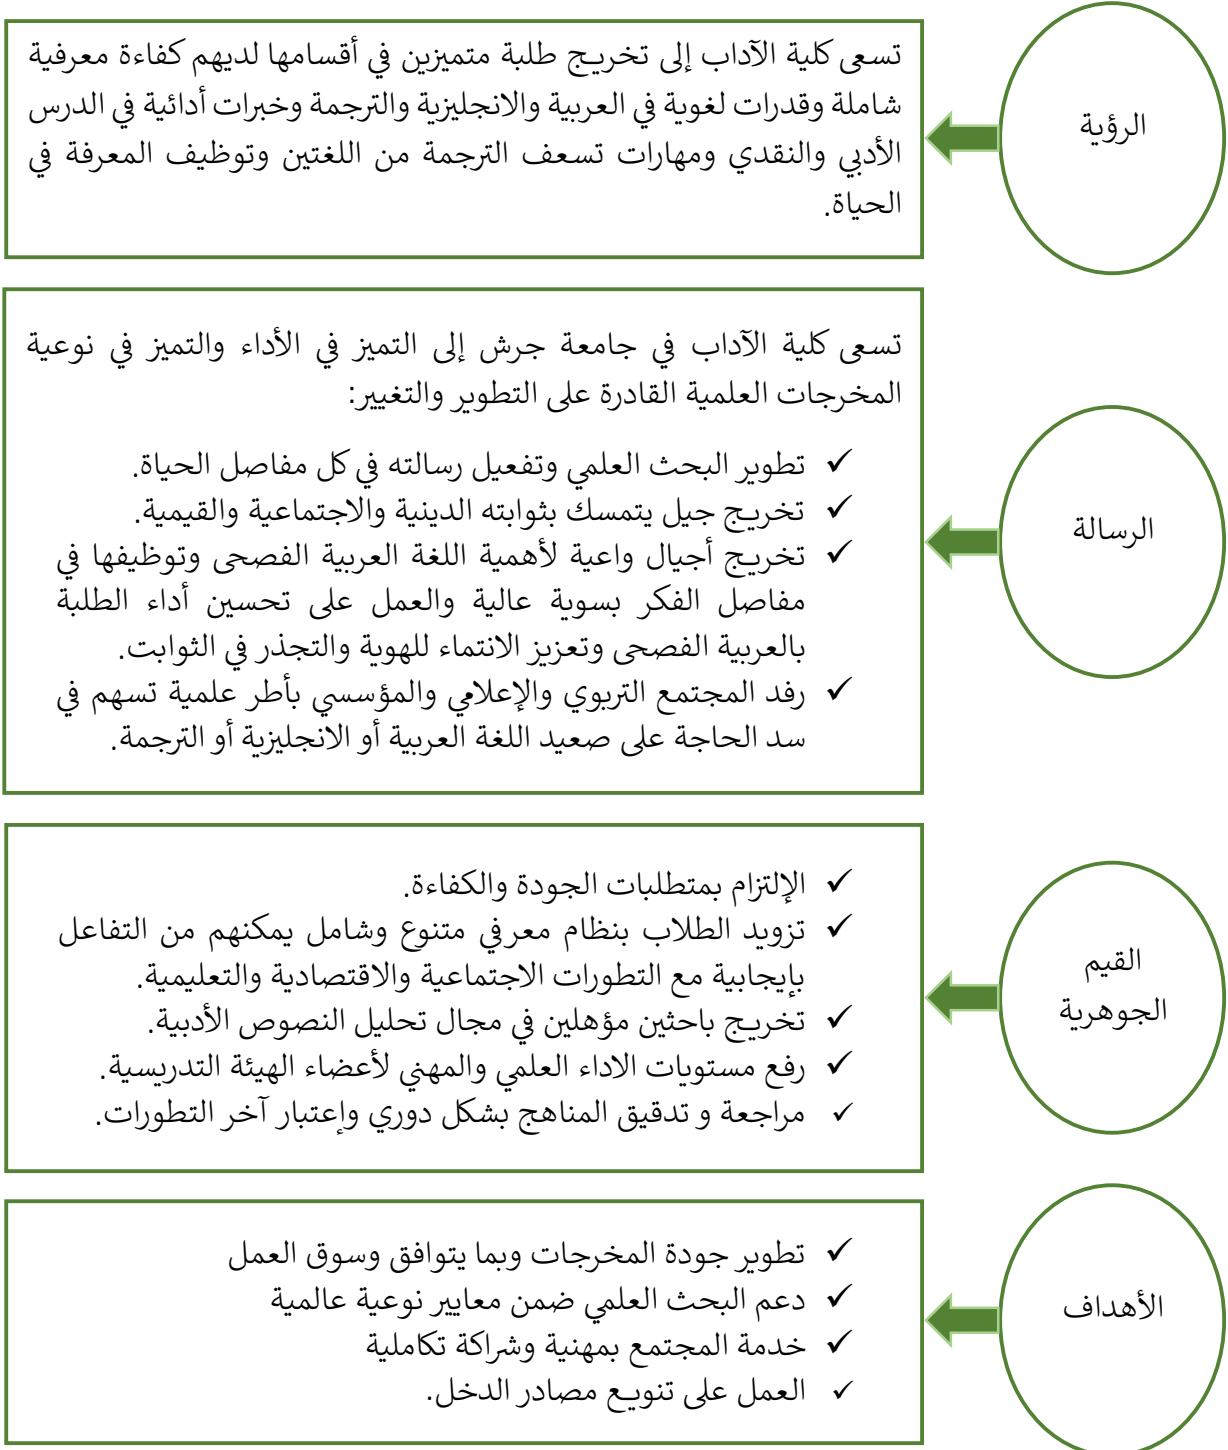 الرؤية
تسعى كلية الآداب إلى تخريج طلبة متميزين في أقسامها لديهم كفاءة معرفية
شاملة وقدرات لغوية في العربية والانجليزية والترجمة وخبرات أدائية في الدرس
الأدبي والنقدي ومهارات تسعف الترجمة من اللغتين وتوظيف المعرفة في
الحياة.
الرسالة
تسعى كلية الآداب في جامعة جرش إلى التميز في الأداء والتميز في نوعية
المخرجات العلمية القادرة على التطوير والتغيير:
✓ تطوير البحث العلمي وتفعيل رسالته في كل مفاصل الحياة.
✓ تخريج جيل يتمسك بثوابته الدينية والاجتماعية والقيمية.
✓ تخريج أجيال واعية لأهمية اللغة العربية الفصحى وتوظيفها في
مفاصل الفكر بسوية عالية والعمل على تحسين أداء الطلبة
بالعربية الفصحى وتعزيز الانتماء للهوية والتجذر في الثوابت.
✓ رفد المجتمع التربوي والإعلامي والمؤسسي بأطر علمية تسهم في
سد الحاجة على صعيد اللغة العربية أو الانجليزية أو الترجمة.
القيم
الجوهرية
✓ الإلتزام بمتطلبات الجودة والكفاءة.
✓ تزويد الطلاب بنظام معرفي متنوع وشامل يمكنهم من التفاعل
بإيجابية مع التطورات الاجتماعية والاقتصادية والتعليمية.
✓ تخريج باحثين مؤهلين في مجال تحليل النصوص الأدبية.
✓ رفع مستويات الاداء العلمي والمهني لأعضاء الهيئة التدريسية.
✓ مراجعة و تدقيق المناهج بشكل دوري وإعتبار آخر التطورات.
الأهداف
✓ تطوير جودة المخرجات وبما يتوافق وسوق العمل
✓ دعم البحث العلمي ضمن معايير نوعية عالمية
✓ خدمة المجتمع بمهنية وشراكة تكاملية
✓ العمل على تنويع مصادر الدخل.